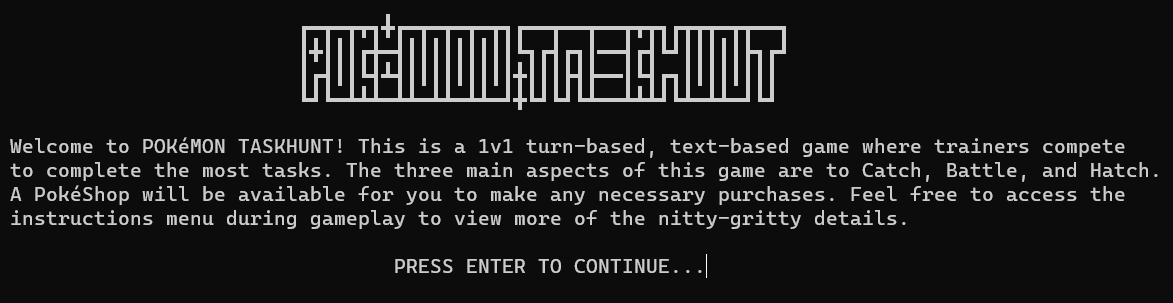 POKéMON TASKHUNT
Welcome to POKéMON TASKHUNT! This is a 1v1 turn-based, text-based game where trainers compete
to complete the most tasks. The three main aspects of this game are to Catch, Battle, and Hatch.
A PokéShop will be available for you to make any necessary purchases. Feel free to access the
instructions menu during gameplay to view more of the nitty-gritty details.
PRESS ENTER TO CONTINUE...